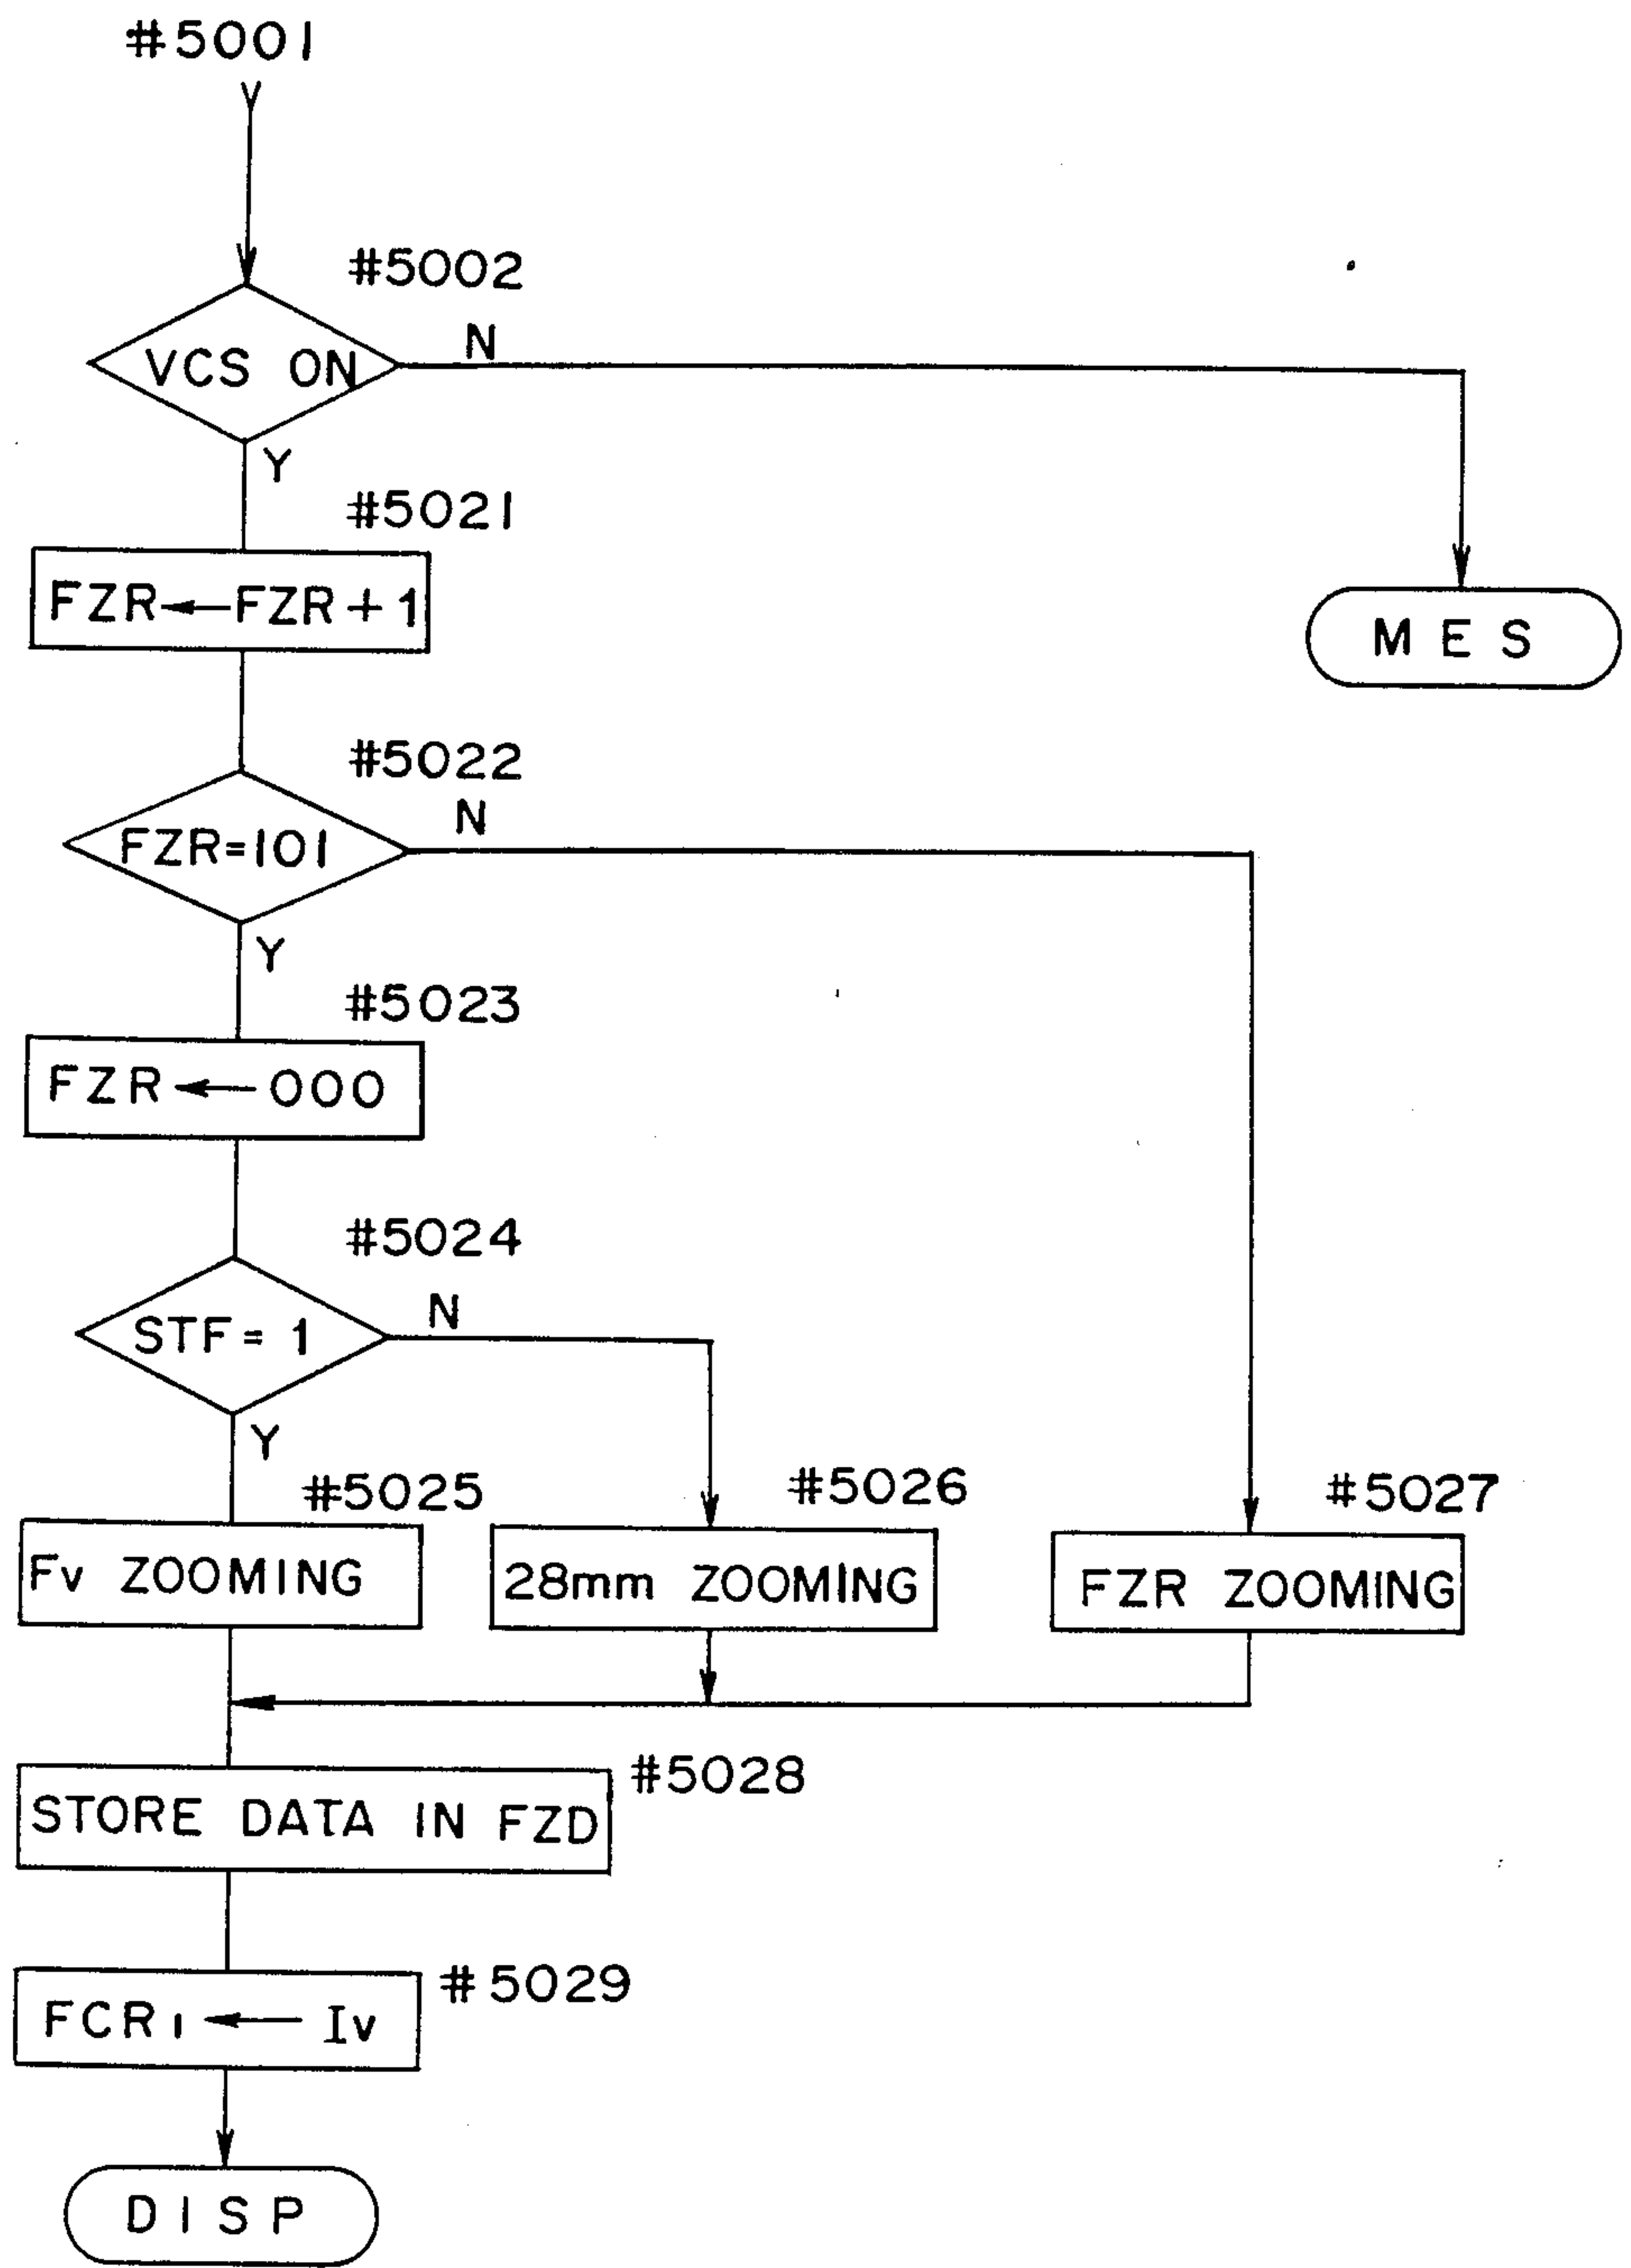 #5001
Y
#5002
VCS ON
N
Y
#5021
FZR←FZR+1
MES
#5022
FZR=101
N
Y
#5023
FZR←000
#5024
STF=1
N
Y
#5025
#5026
#5027
Fv ZOOMING
28mm ZOOMING
FZR ZOOMING
#5028
STORE DATA IN FZD
#5029
FCR1←Iv
DISP